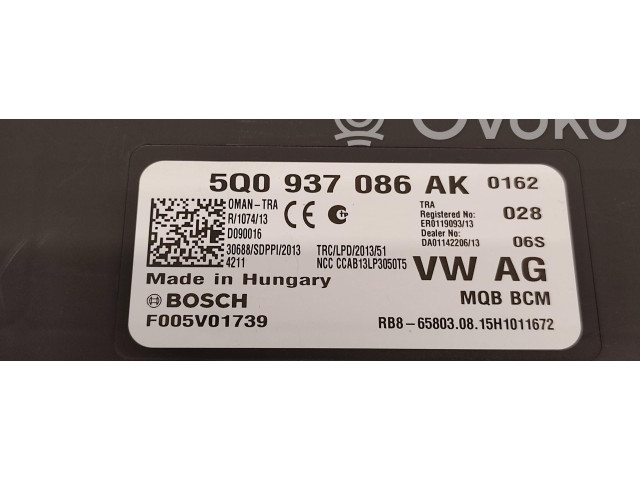 Ovoko
5Q0 937 086 AK 0162
OMAN-TRA
R/1074/13
D090016
CE
TRA
Registered No:
ER0119093/13
Dealer No:
DA01142206/13
028
06S
30688/SDPPI/2013
4211
TRC/LPD/2013/51
NCC CCAB13LP3050T5
VW AG
Made in Hungary
BOSCH
MQB BCM
F005V01739
RB8-65803.08.15H1011672